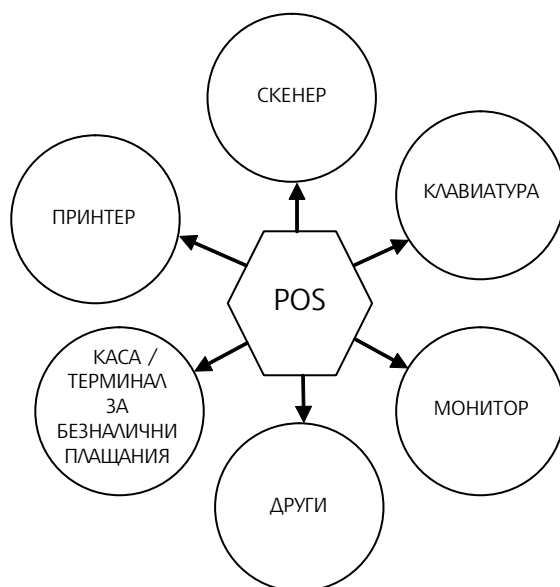 СКЕНЕР
КЛАВИАТУРА
ПРИНТЕР
POS
КАСА /
ТЕРМИНАЛ
ЗА
БЕЗНАЛИЧНИ
ПЛАЩАНИЯ
МОНИТОР
ДРУГИ